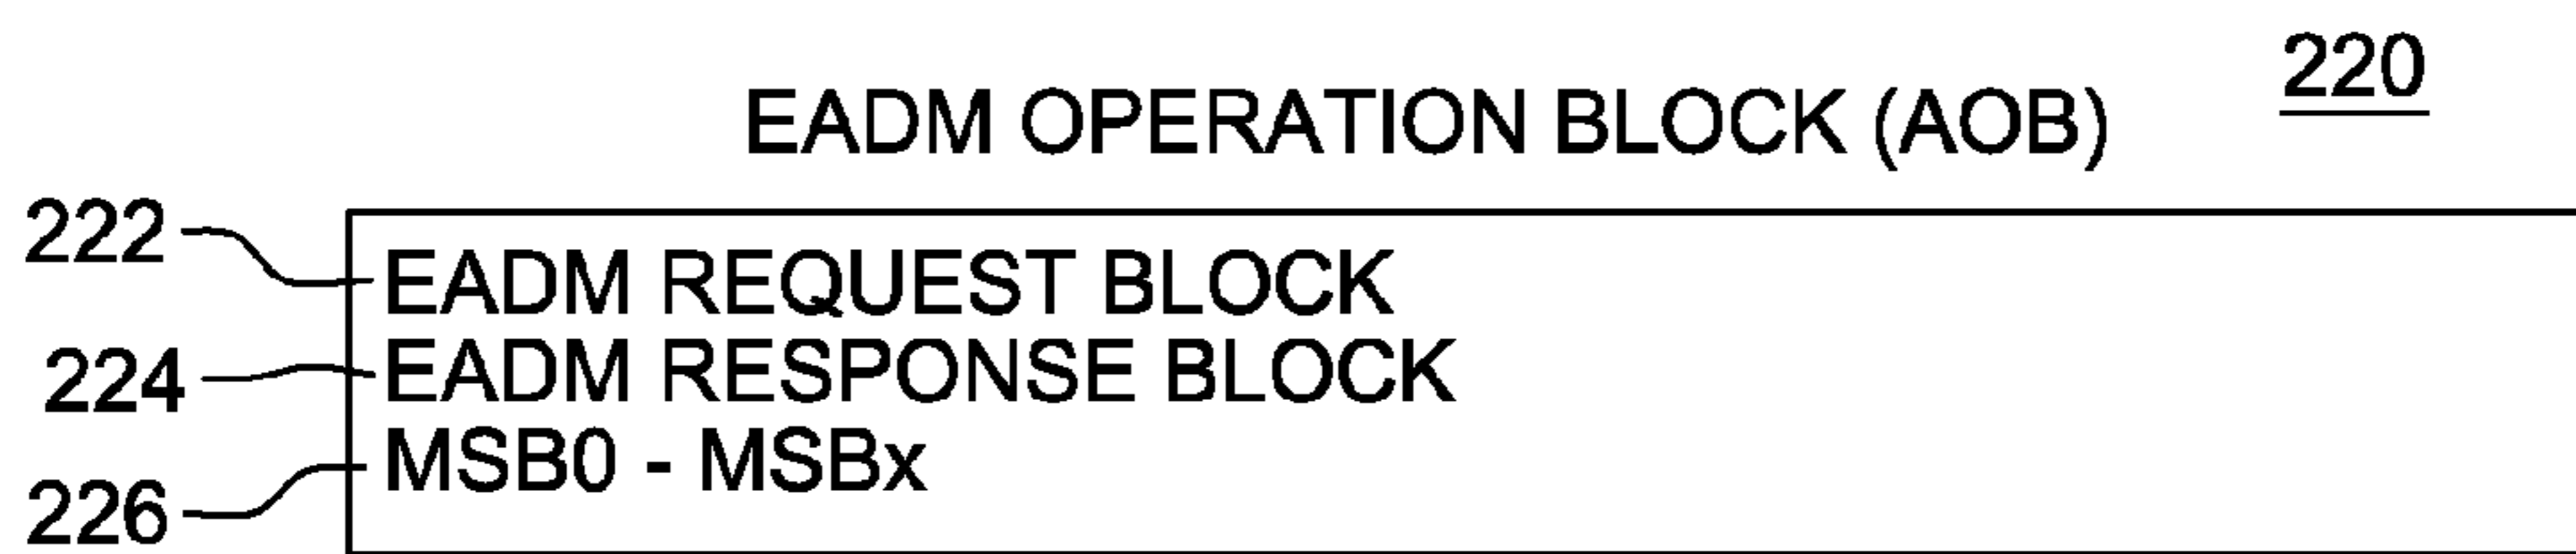 220
EADM OPERATION BLOCK (AOB)
222
EADM REQUEST BLOCK
224
EADM RESPONSE BLOCK
226
MSB0 - MSBx